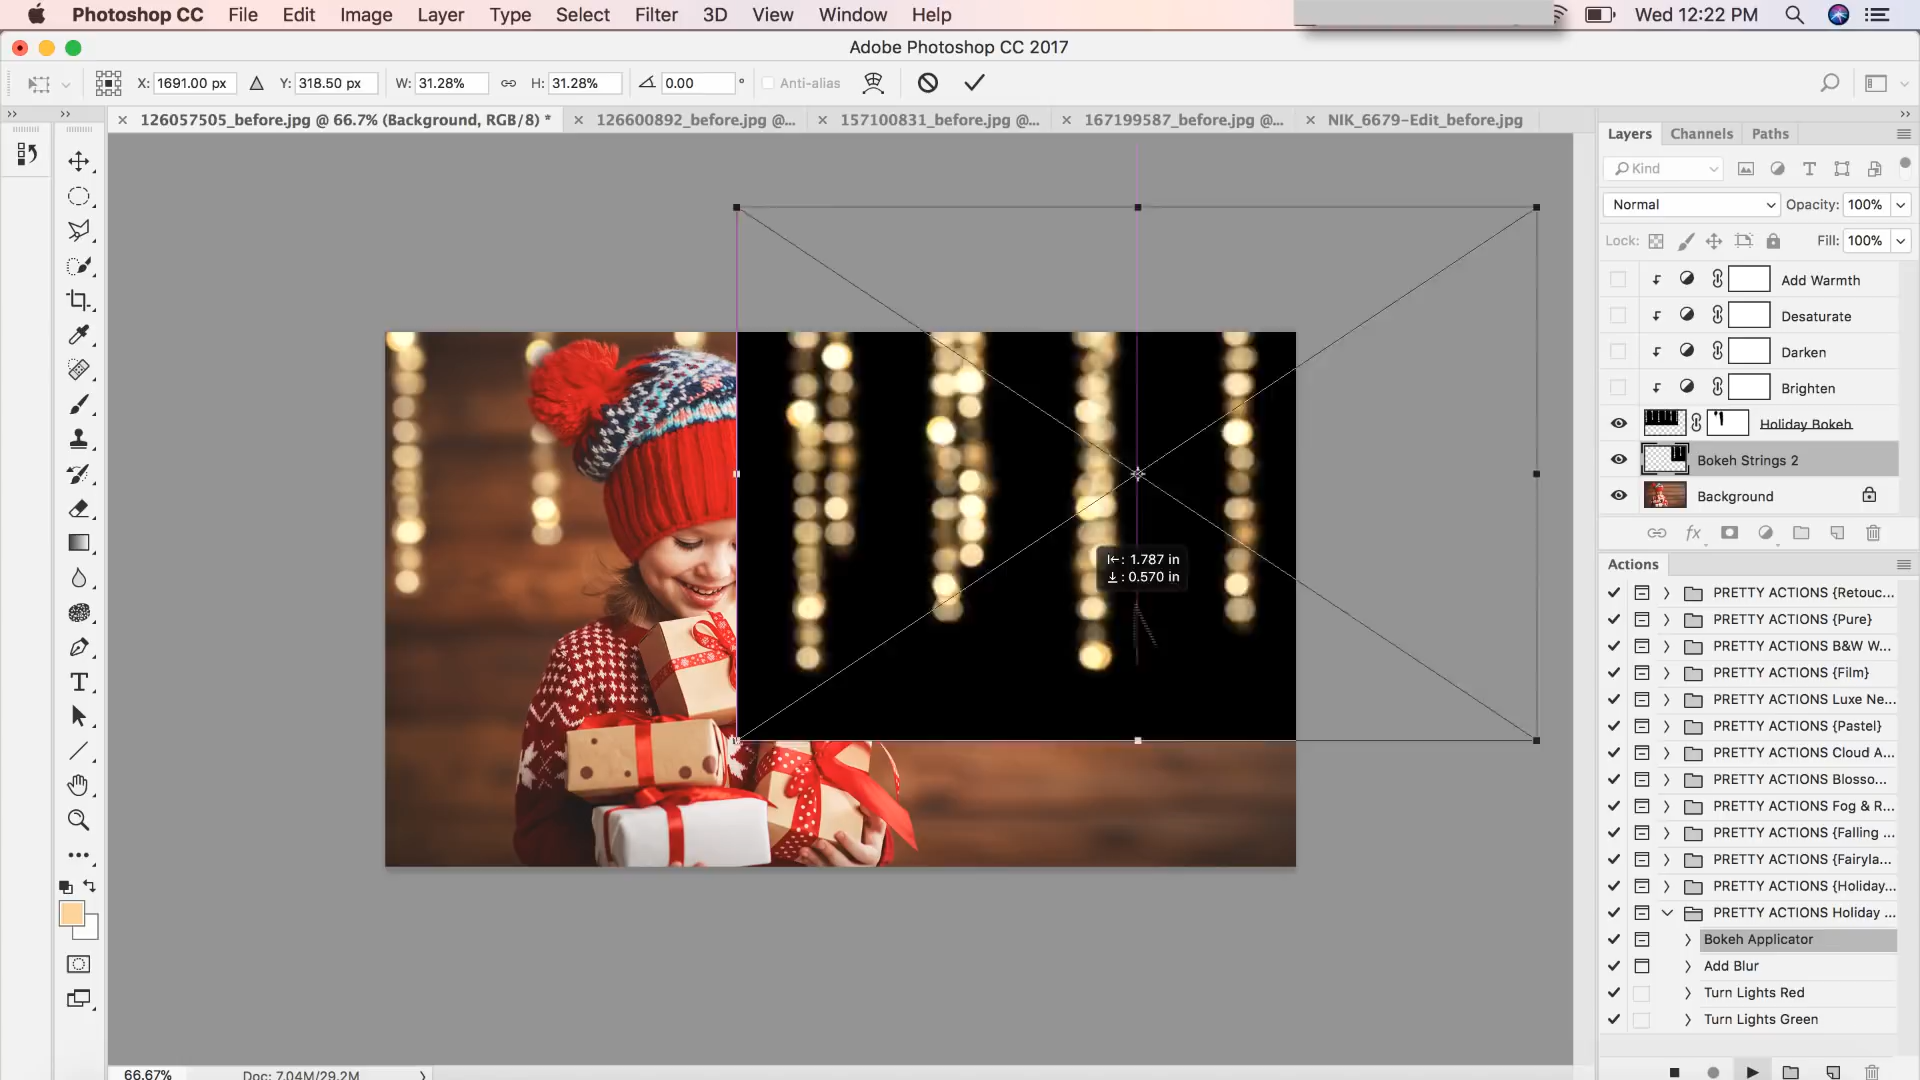 Photoshop CC File Edit Image Layer Type Select Filter 3D View Window Help Wed 12:22 PM
Adobe Photoshop CC 2017
X: 1691.00 px Y: 318.50 px W: 31.28% H: 31.28% 0.00 ° Anti-alias
126057505_before.jpg @ 66.7% (Background, RGB/8) * 126600892_before.jpg @... 157100831_before.jpg @... 167199587_before.jpg @... NIK_6679-Edit_before.jpg
Layers Channels Paths
Kind
Normal Opacity: 100%
Lock: Fill: 100%
Add Warmth
Desaturate
Darken
Brighten
Holiday Bokeh
Bokeh Strings 2
Background
1.787 in
0.570 in
Actions
PRETTY ACTIONS {Retouc...
PRETTY ACTIONS {Pure}
PRETTY ACTIONS B&W W...
PRETTY ACTIONS {Film}
PRETTY ACTIONS Luxe Ne...
PRETTY ACTIONS {Pastel}
PRETTY ACTIONS Cloud A...
PRETTY ACTIONS Blosso...
PRETTY ACTIONS Fog & R...
PRETTY ACTIONS {Falling ...
PRETTY ACTIONS {Fairyla...
PRETTY ACTIONS {Holiday...
PRETTY ACTIONS Holiday ...
Bokeh Applicator
Add Blur
Turn Lights Red
Turn Lights Green
66.67% Doc: 7.04M/29.2M